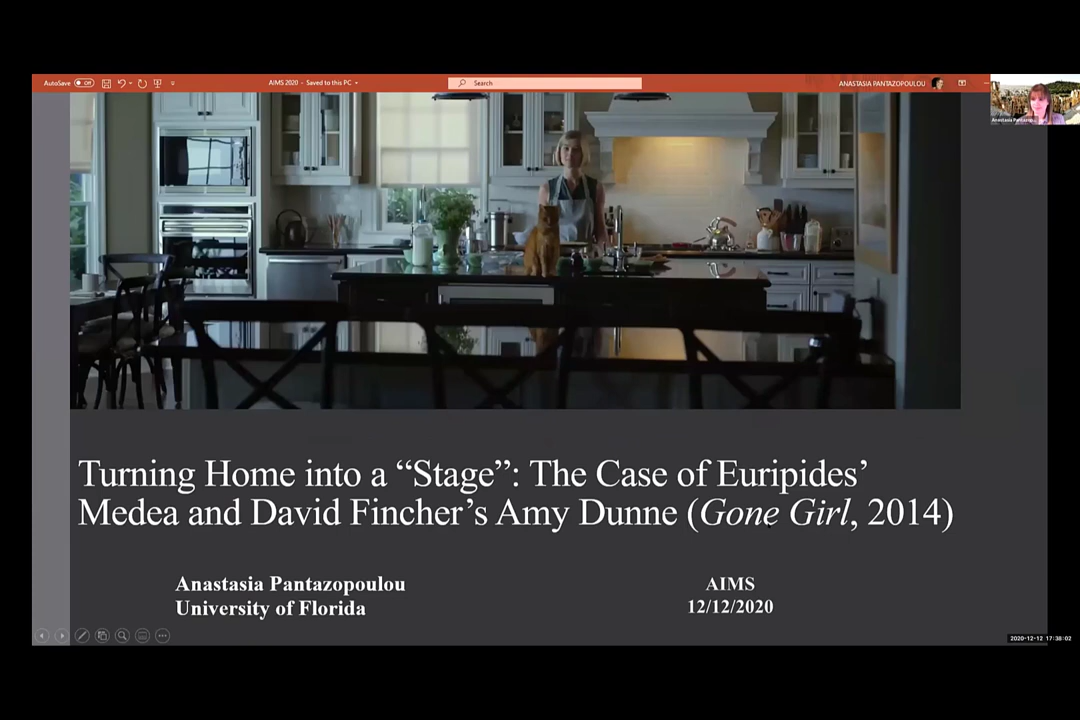 AutoSave Off
AIMS 2020 - Saved to this PC
Search
ANASTASIA PANTAZOPOULOU
Turning Home into a “Stage”: The Case of Euripides’
Medea and David Fincher’s Amy Dunne (Gone Girl, 2014)
Anastasia Pantazopoulou
University of Florida
AIMS
12/12/2020
2020-12-12 17:38:02